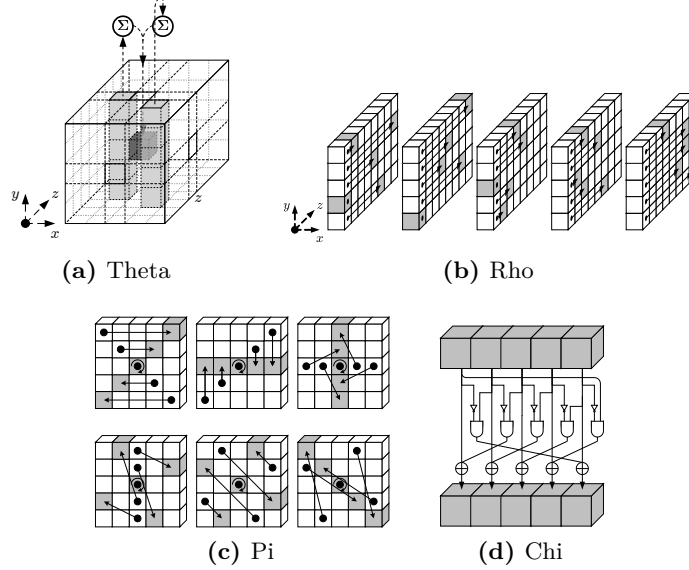 Σ Σ
y z x z
y z x
(a) Theta
(b) Rho
(c) Pi
(d) Chi